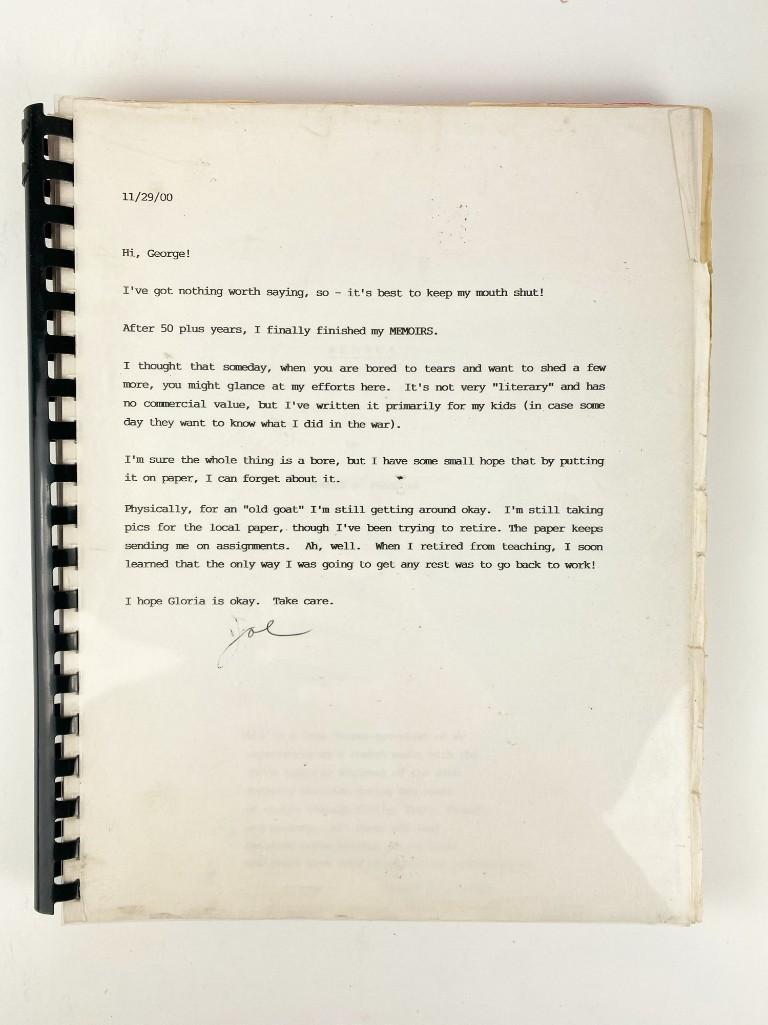 11/29/00
Hi, George!
I've got nothing worth saying, so - it's best to keep my mouth shut!
After 50 plus years, I finally finished my MEMOIRS.
I thought that someday, when you are bored to tears and want to shed a few
more, you might glance at my efforts here.  It's not very "literary" and has
no commercial value, but I've written it primarily for my kids (in case some
day they want to know what I did in the war).
I'm sure the whole thing is a bore, but I have some small hope that by putting
it on paper, I can forget about it.
Physically, for an "old goat" I'm still getting around okay.  I'm still taking
pics for the local paper, though I've been trying to retire. The paper keeps
sending me on assignments.  Ah, well.  When I retired from teaching, I soon
learned that the only way I was going to get any rest was to go back to work!
I hope Gloria is okay.  Take care.
Joe